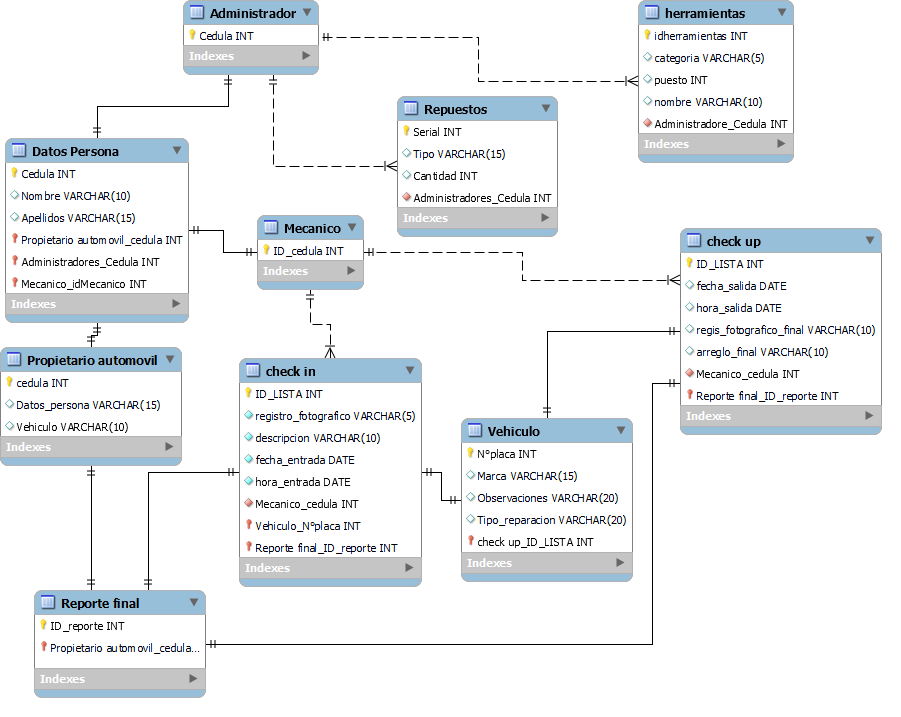 Administrador
Cedula INT
Indexes
herramientas
idherramientas INT
categoria VARCHAR(5)
puesto INT
nombre VARCHAR(10)
Administradore_Cedula INT
Indexes
Repuestos
Serial INT
Tipo VARCHAR(15)
Cantidad INT
Administradores_Cedula INT
Indexes
Datos Persona
Cedula INT
Nombre VARCHAR(10)
Apellidos VARCHAR(15)
Propietario automovil_cedula INT
Administradores_Cedula INT
Mecanico_idMecanico INT
Indexes
Mecanico
ID_cedula INT
Indexes
check up
ID_LISTA INT
fecha_salida DATE
hora_salida DATE
regis_fotografico_final VARCHAR(10)
arreglo_final VARCHAR(10)
Mecanico_cedula INT
Reporte final_ID_reporte INT
Indexes
Propietario automovil
cedula INT
Datos_persona VARCHAR(15)
Vehiculo VARCHAR(10)
Indexes
check in
ID_LISTA INT
registro_fotografico VARCHAR(5)
descripcion VARCHAR(10)
fecha_entrada DATE
hora_entrada DATE
Mecanico_cedula INT
Vehiculo_N°placa INT
Reporte final_ID_reporte INT
Indexes
Vehiculo
N°placa INT
Marca VARCHAR(15)
Observaciones VARCHAR(20)
Tipo_reparacion VARCHAR(20)
check up_ID_LISTA INT
Indexes
Reporte final
ID_reporte INT
Propietario automovil_cedula...
Indexes